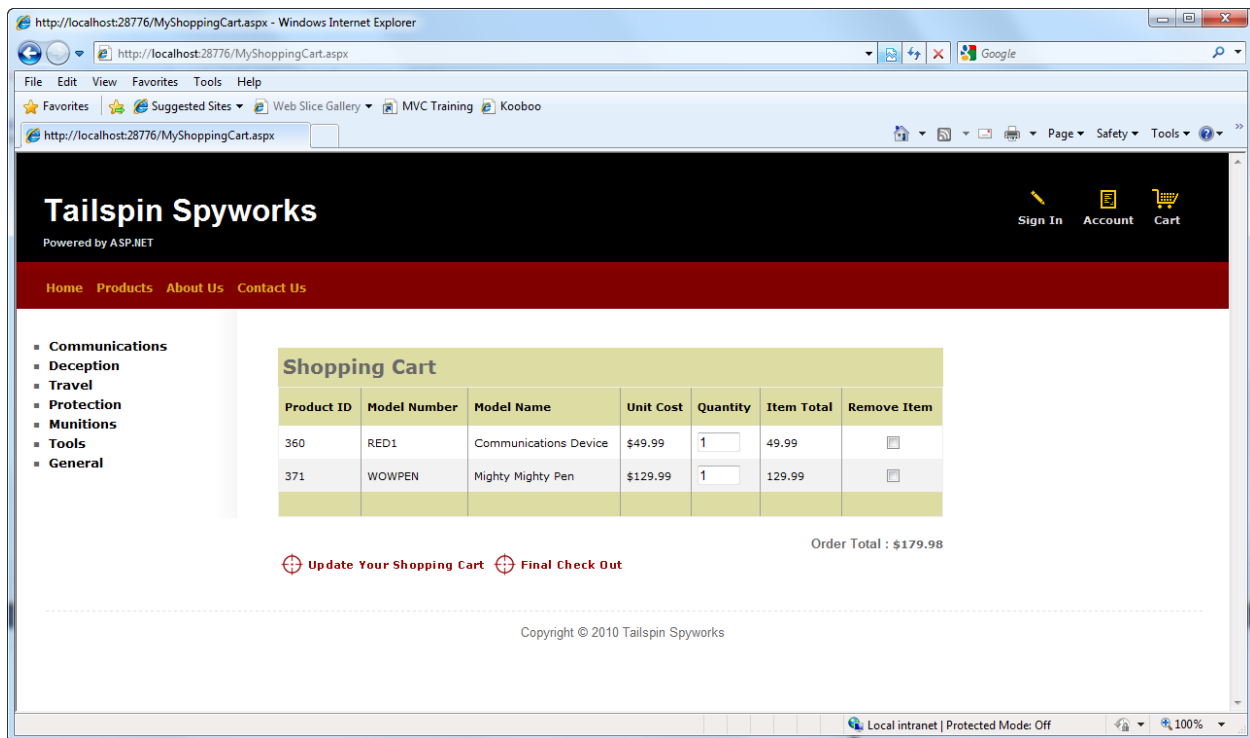 http://localhost:28776/MyShoppingCart.aspx - Windows Internet Explorer
http://localhost:28776/MyShoppingCart.aspx
Google
File Edit View Favorites Tools Help
Favorites Suggested Sites Web Slice Gallery MVC Training Kooboo
http://localhost:28776/MyShoppingCart.aspx
Page Safety Tools
Tailspin Spyworks
Powered by ASP.NET
Sign In Account Cart
Home Products About Us Contact Us
Communications
Deception
Travel
Protection
Munitions
Tools
General
Shopping Cart
Product ID Model Number Model Name Unit Cost Quantity Item Total Remove Item
360 RED1 Communications Device $49.99 1 49.99
371 WOWPEN Mighty Mighty Pen $129.99 1 129.99
Order Total : $179.98
Update Your Shopping Cart Final Check Out
Copyright © 2010 Tailspin Spyworks
Local intranet | Protected Mode: Off
100%